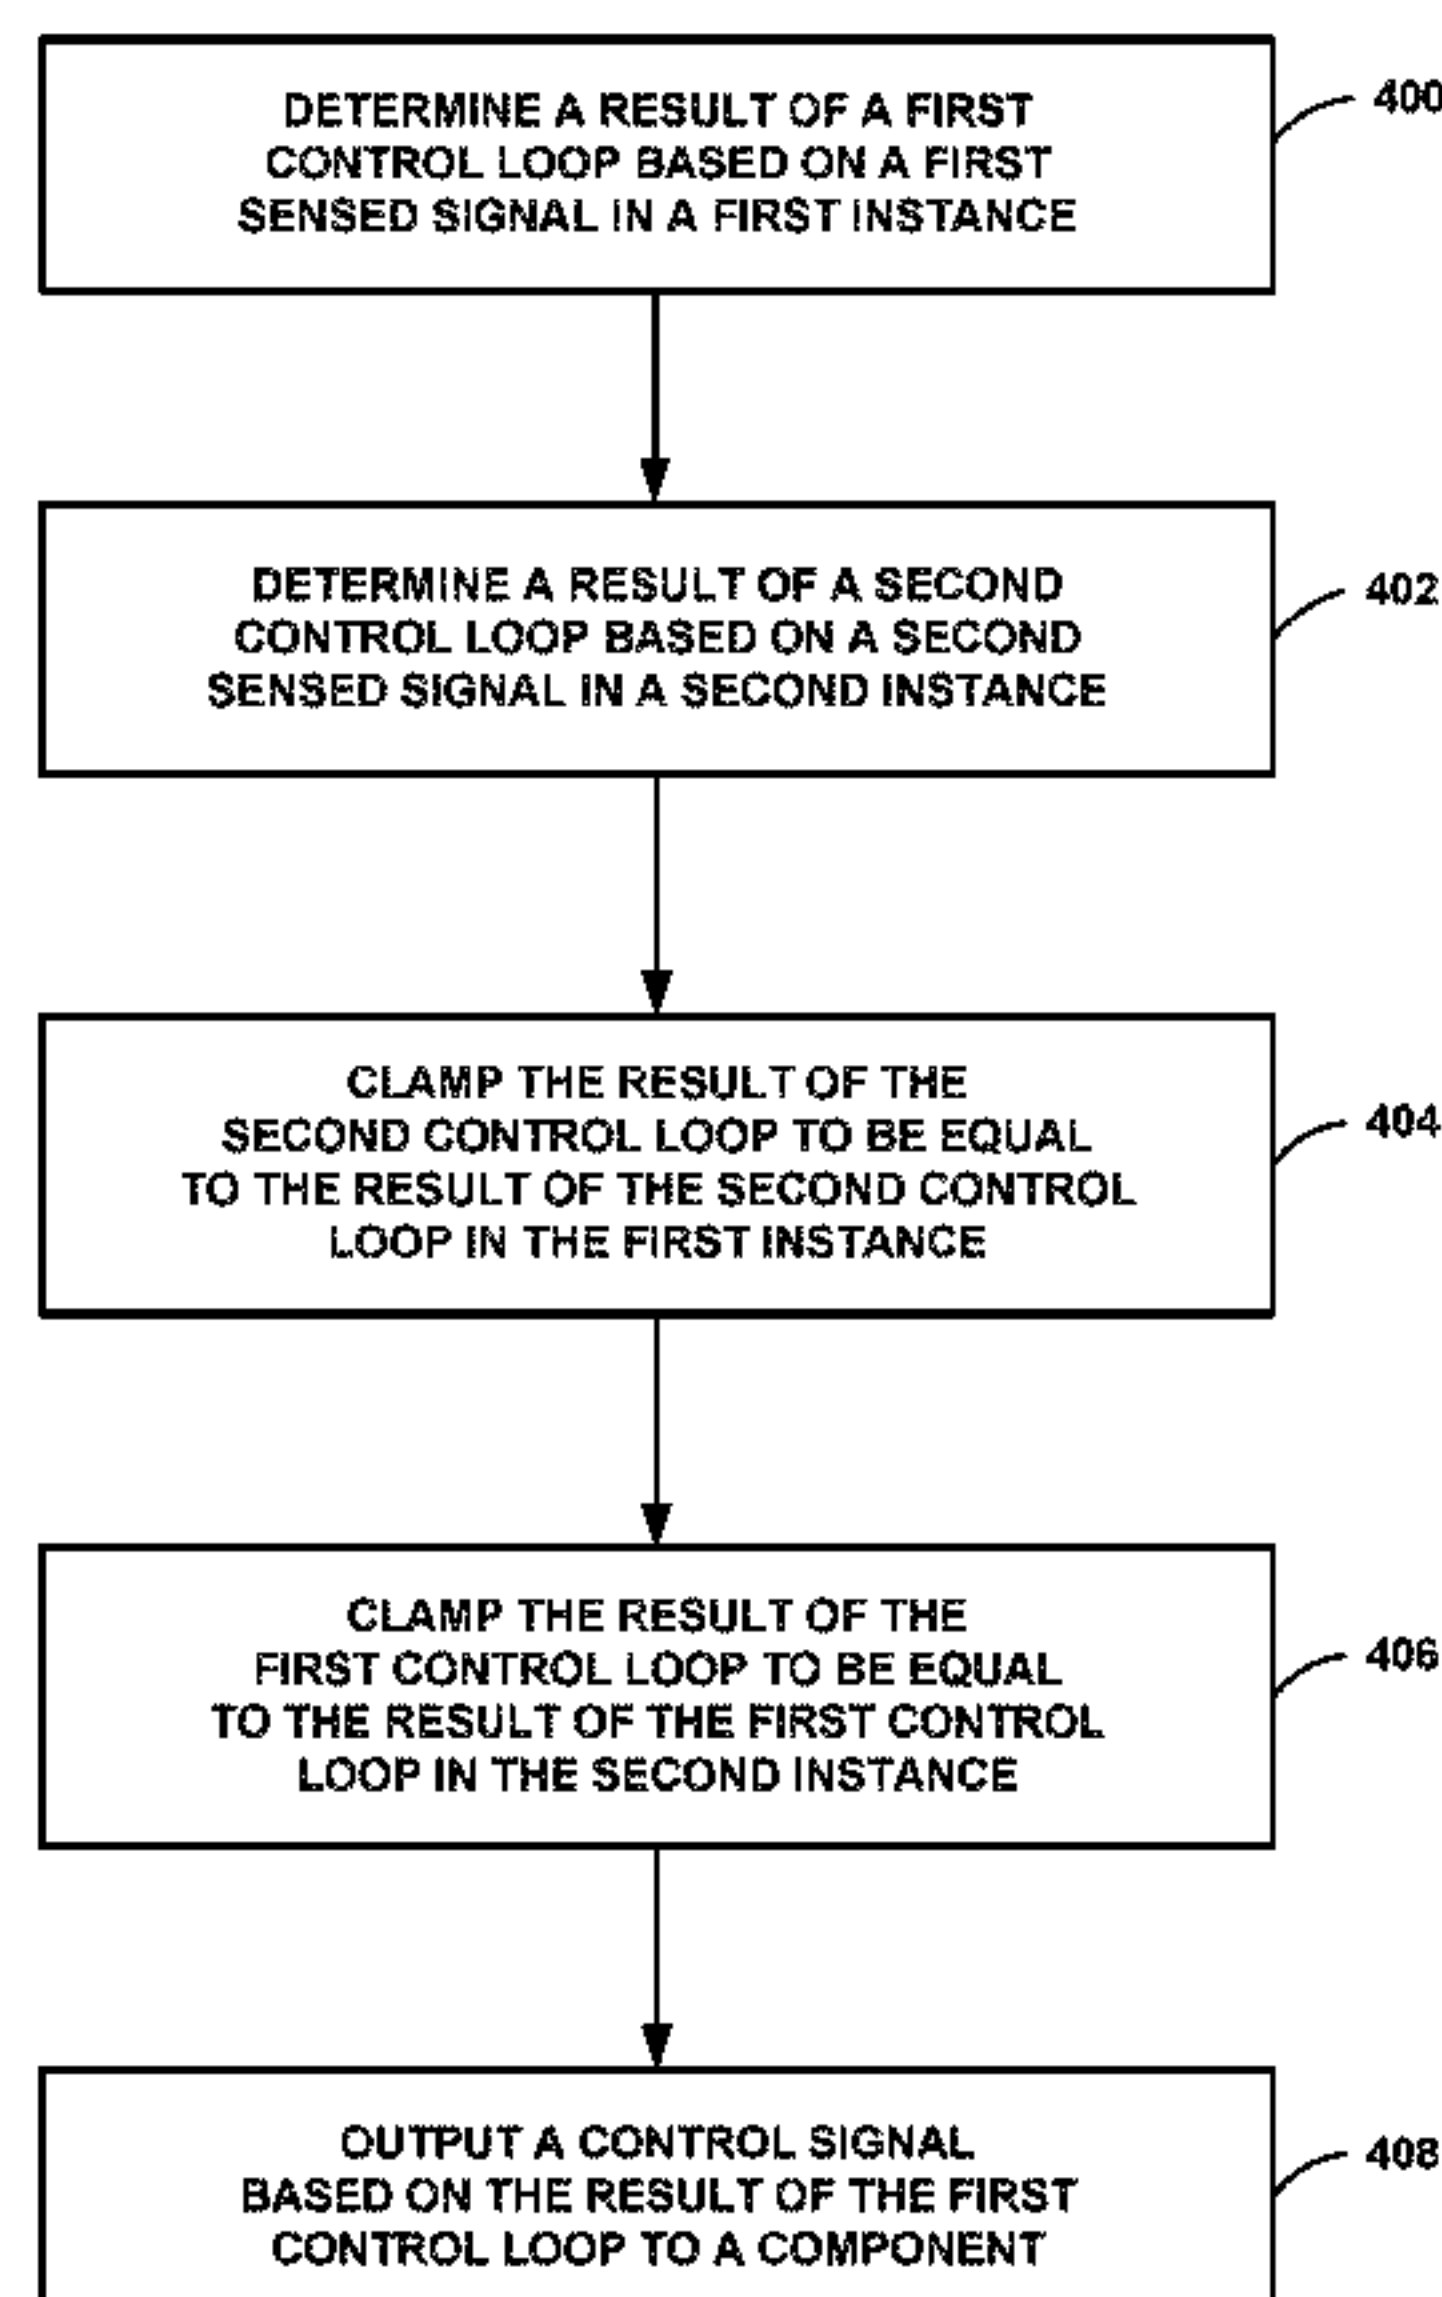 DETERMINE A RESULT OF A FIRST
CONTROL LOOP BASED ON A FIRST
SENSED SIGNAL IN A FIRST INSTANCE
400
DETERMINE A RESULT OF A SECOND
CONTROL LOOP BASED ON A SECOND
SENSED SIGNAL IN A SECOND INSTANCE
402
CLAMP THE RESULT OF THE
SECOND CONTROL LOOP TO BE EQUAL
TO THE RESULT OF THE SECOND CONTROL
LOOP IN THE FIRST INSTANCE
404
CLAMP THE RESULT OF THE
FIRST CONTROL LOOP TO BE EQUAL
TO THE RESULT OF THE FIRST CONTROL
LOOP IN THE SECOND INSTANCE
406
OUTPUT A CONTROL SIGNAL
BASED ON THE RESULT OF THE FIRST
CONTROL LOOP TO A COMPONENT
408